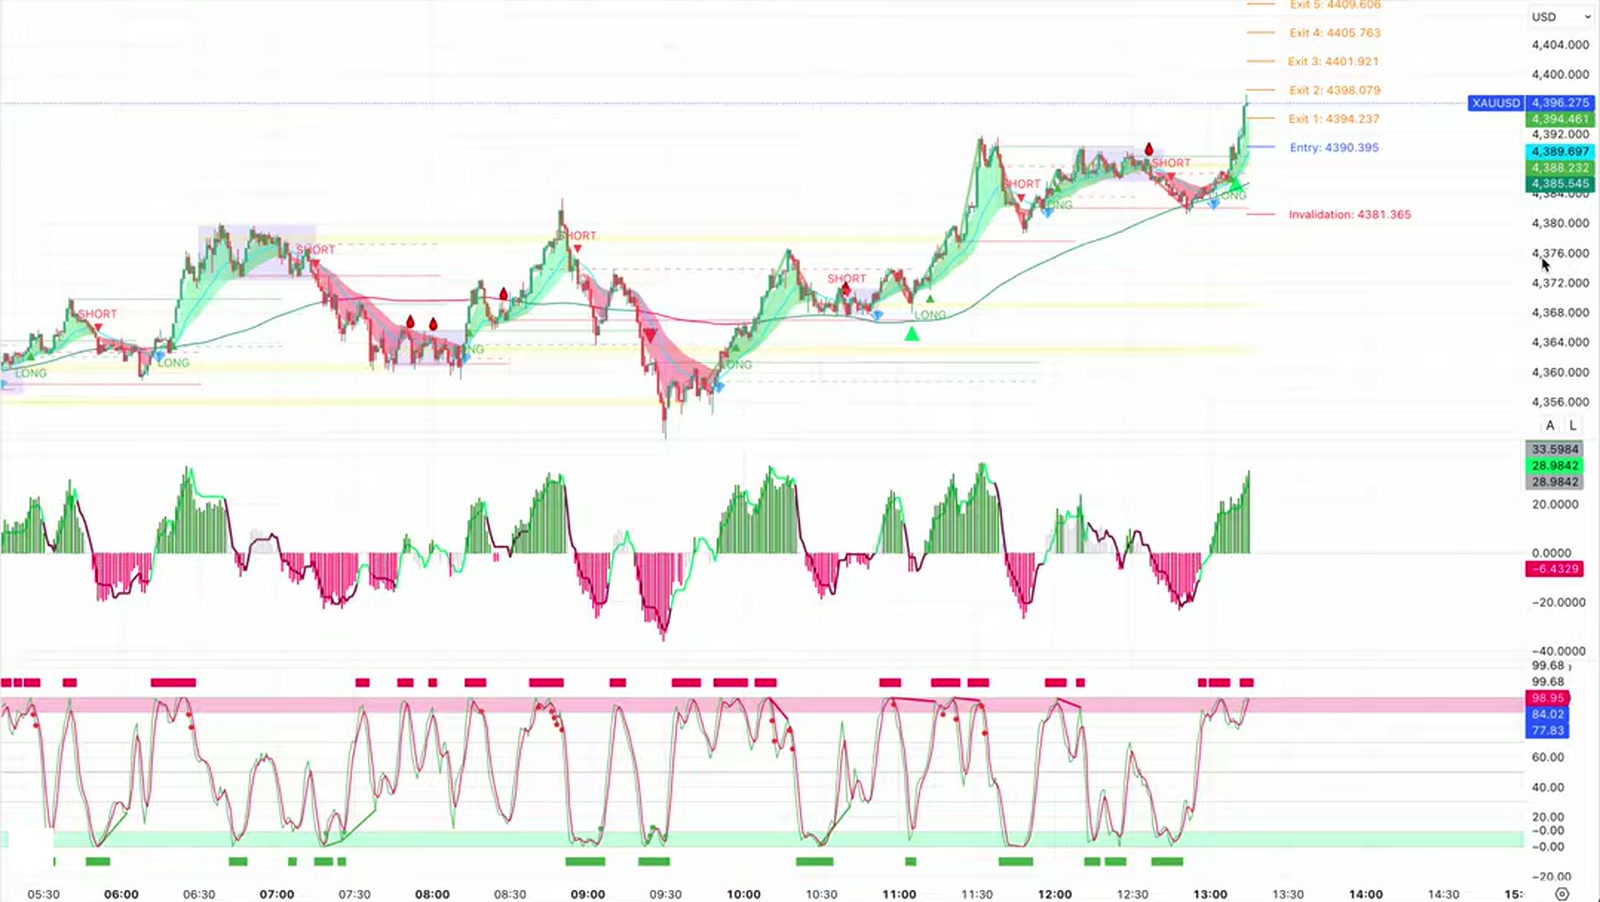 Exit 5: 4409.606
USD
Exit 4: 4405.763
4,404.000
Exit 3: 4401.921
4,400.000
Exit 2: 4398.079
XAUUSD 4,396.275
Exit 1: 4394.237
4,394.461
4,392.000
Entry: 4390.395
4,389.697
SHORT
4,388.232
SHORT
4,385.545
LONG
LONG
4,384.000
Invalidation: 4381.365
4,380.000
SHORT
SHORT
4,376.000
SHORT
4,372.000
SHORT
LONG
4,368.000
4,364.000
LONG
LONG
LONG
4,360.000
4,356.000
A L
33.5984
28.9842
28.9842
20.0000
0.0000
−6.4329
−20.0000
−40.0000
99.68
99.68
98.95
84.02
77.83
60.00
40.00
20.00
−0.00
−0.00
−20.00
05:30 06:00 06:30 07:00 07:30 08:00 08:30 09:00 09:30 10:00 10:30 11:00 11:30 12:00 12:30 13:00 13:30 14:00 14:30 15: